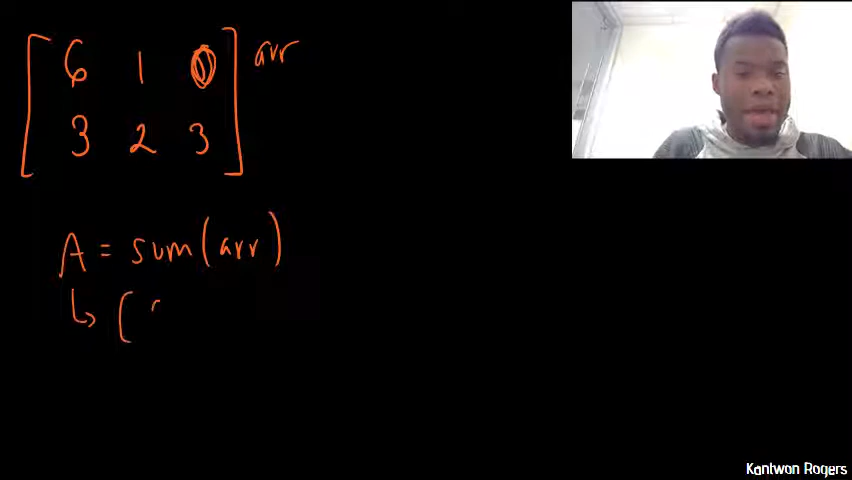 6 1 0 arr
3 2 3
A = sum(arr)
↳ [
Kantwon Rogers